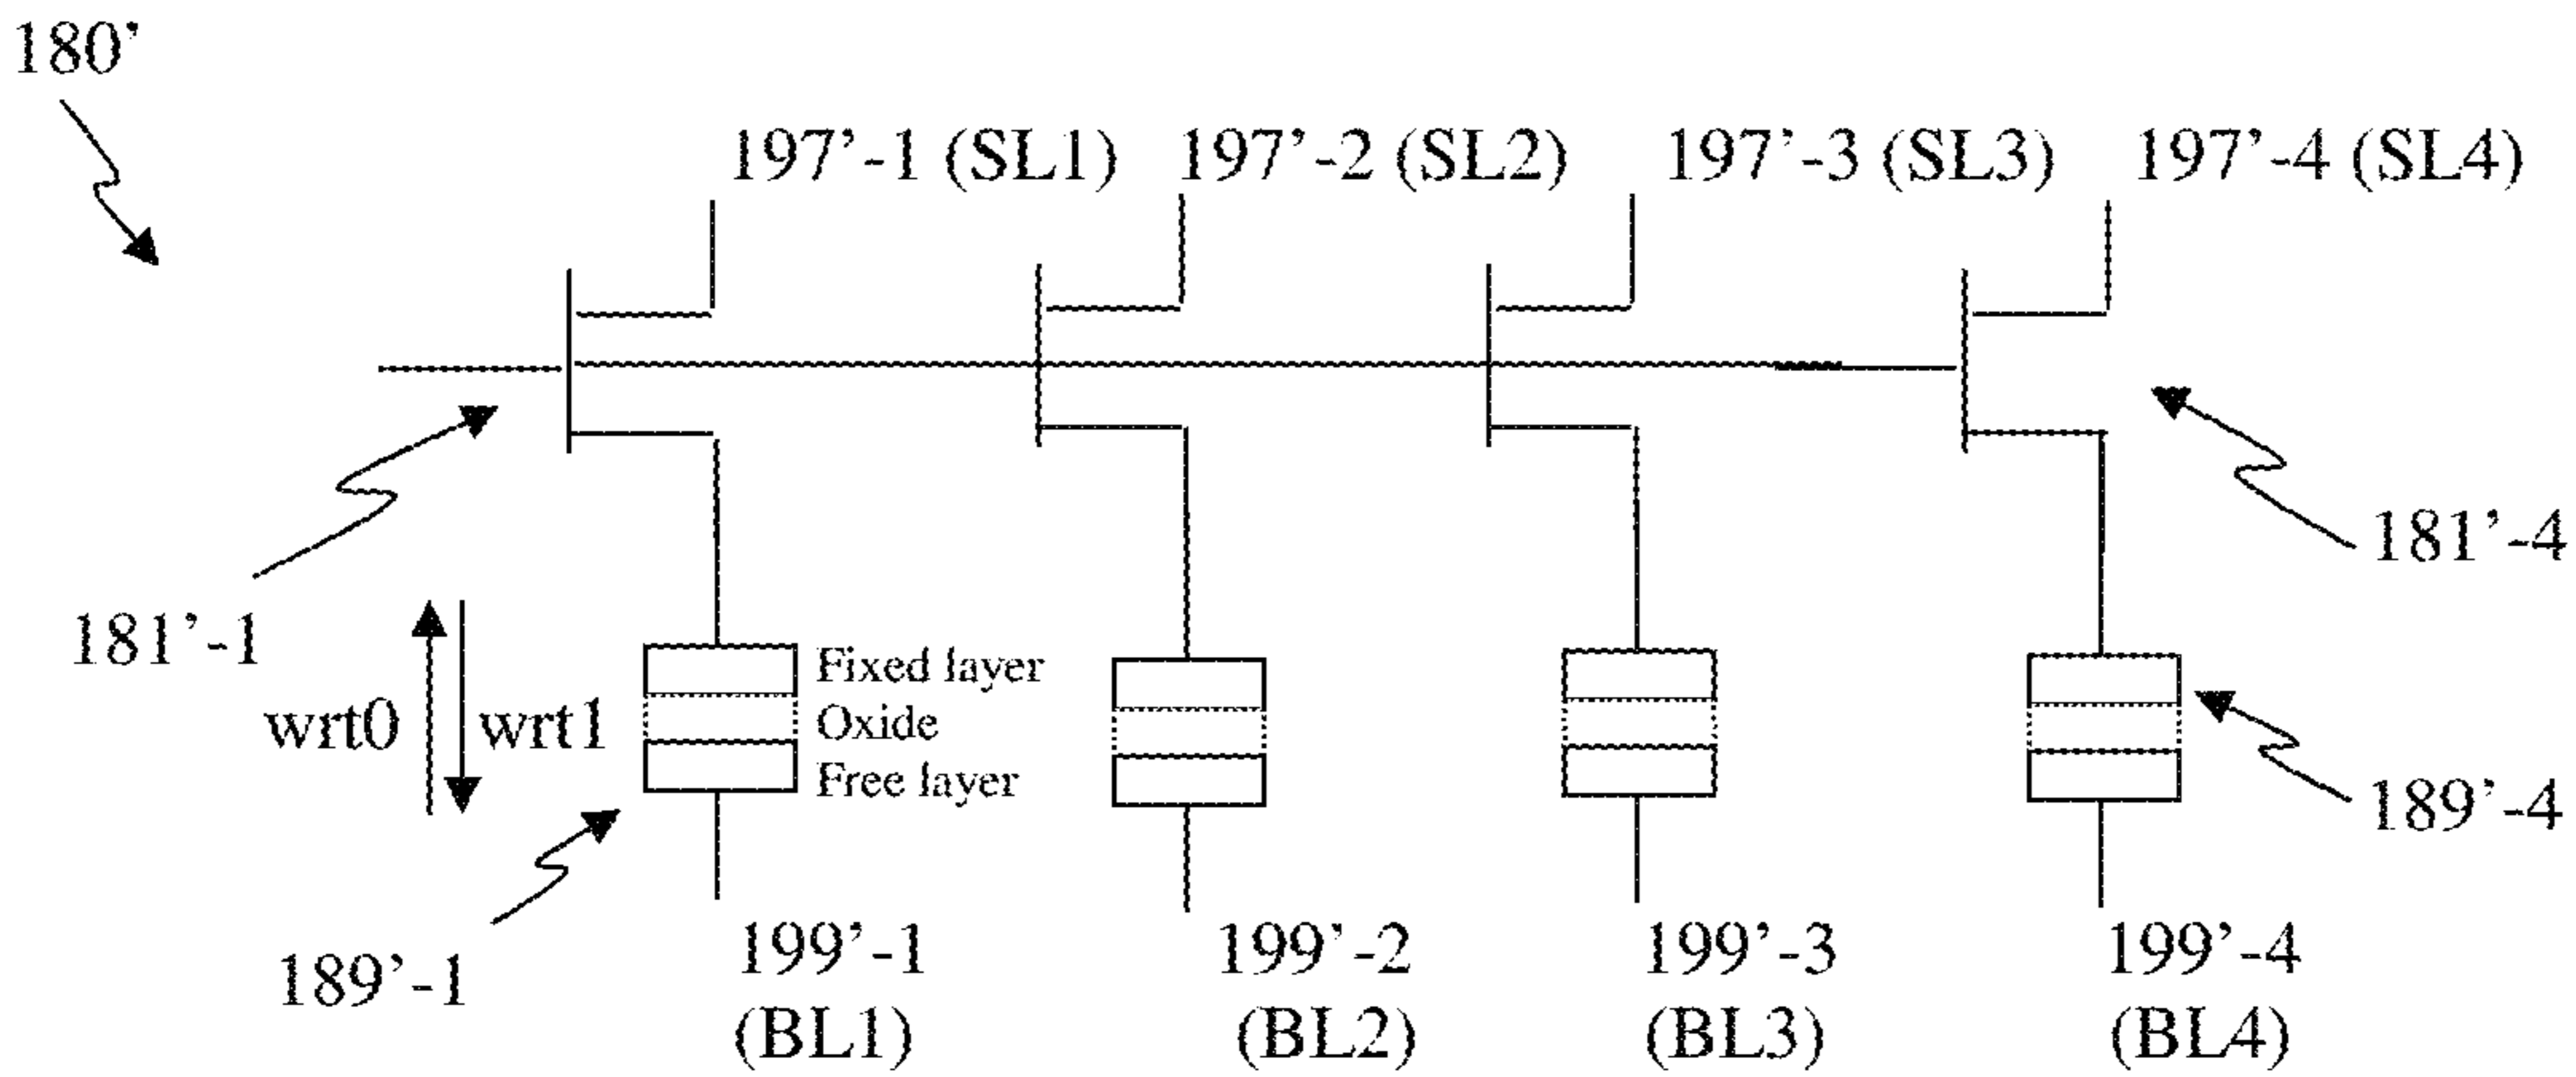 180’
197’-1 (SL1) 197’-2 (SL2) 197’-3 (SL3) 197’-4 (SL4)
181’-4
181’-1
Fixed layer
wrt0 wrt1 Oxide
Free layer
189’-4
189’-1
199’-1 199’-2 199’-3 199’-4
(BL1) (BL2) (BL3) (BL4)